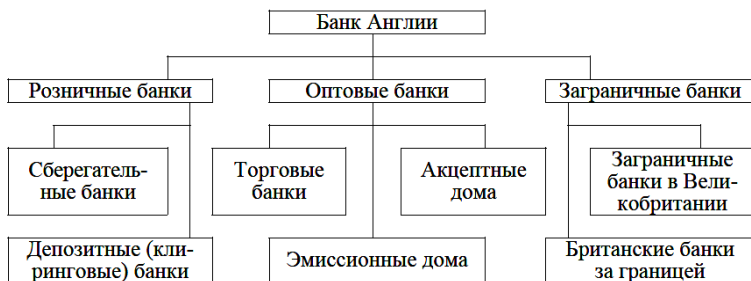 Банк Англии
Розничные банки
Оптовые банки
Заграничные банки
Сберегатель-
ные банки
Торговые
банки
Акцептные
дома
Заграничные
банки в Вели-
кобритании
Депозитные (кли-
ринговые) банки
Эмиссионные дома
Британские банки
за границей